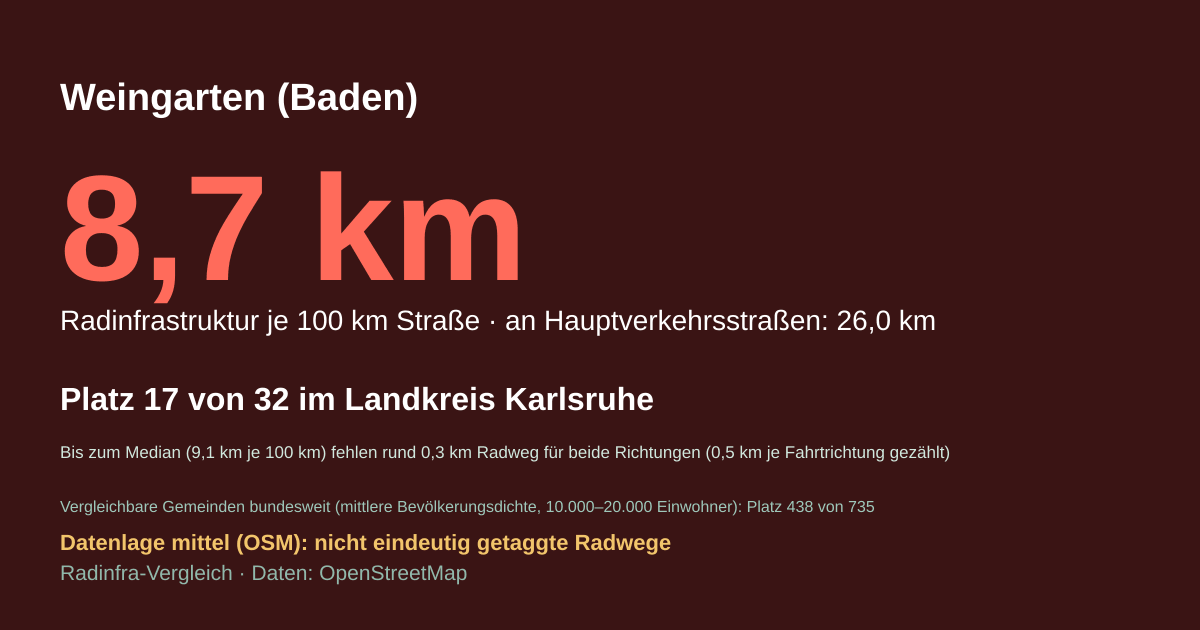 Weingarten (Baden)
8,7 km
Radinfrastruktur je 100 km Straße · an Hauptverkehrsstraßen: 26,0 km
Platz 17 von 32 im Landkreis Karlsruhe
Bis zum Median (9,1 km je 100 km) fehlen rund 0,3 km Radweg für beide Richtungen (0,5 km je Fahrtrichtung gezählt)
Vergleichbare Gemeinden bundesweit (mittlere Bevölkerungsdichte, 10.000–20.000 Einwohner): Platz 438 von 735
Datenlage mittel (OSM): nicht eindeutig getaggte Radwege
Radinfra-Vergleich · Daten: OpenStreetMap